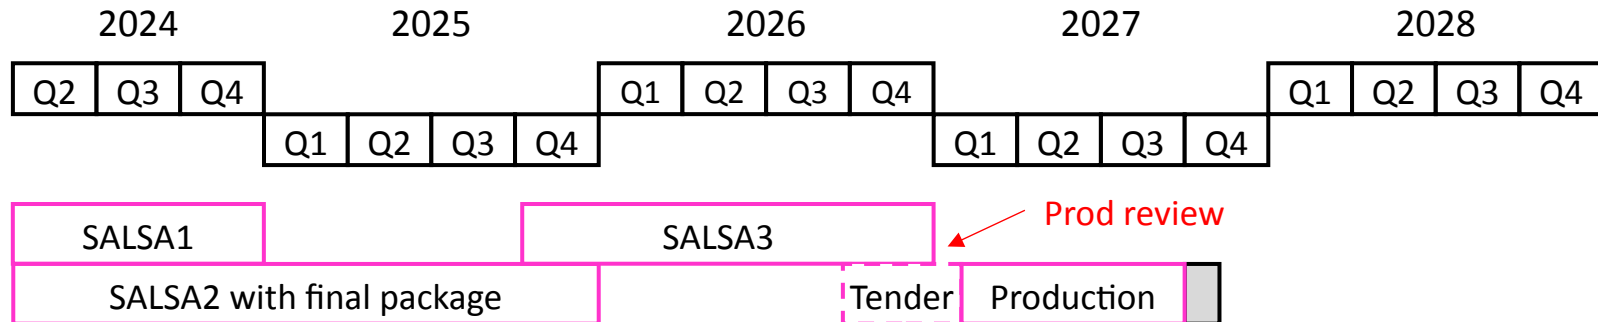 2024 2025 2026 2027 2028
Q2 Q3 Q4 Q1 Q2 Q3 Q4 Q1 Q2 Q3 Q4
Q1 Q2 Q3 Q4 Q1 Q2 Q3 Q4
Prod review
SALSA1 SALSA3
SALSA2 with final package Tender Production